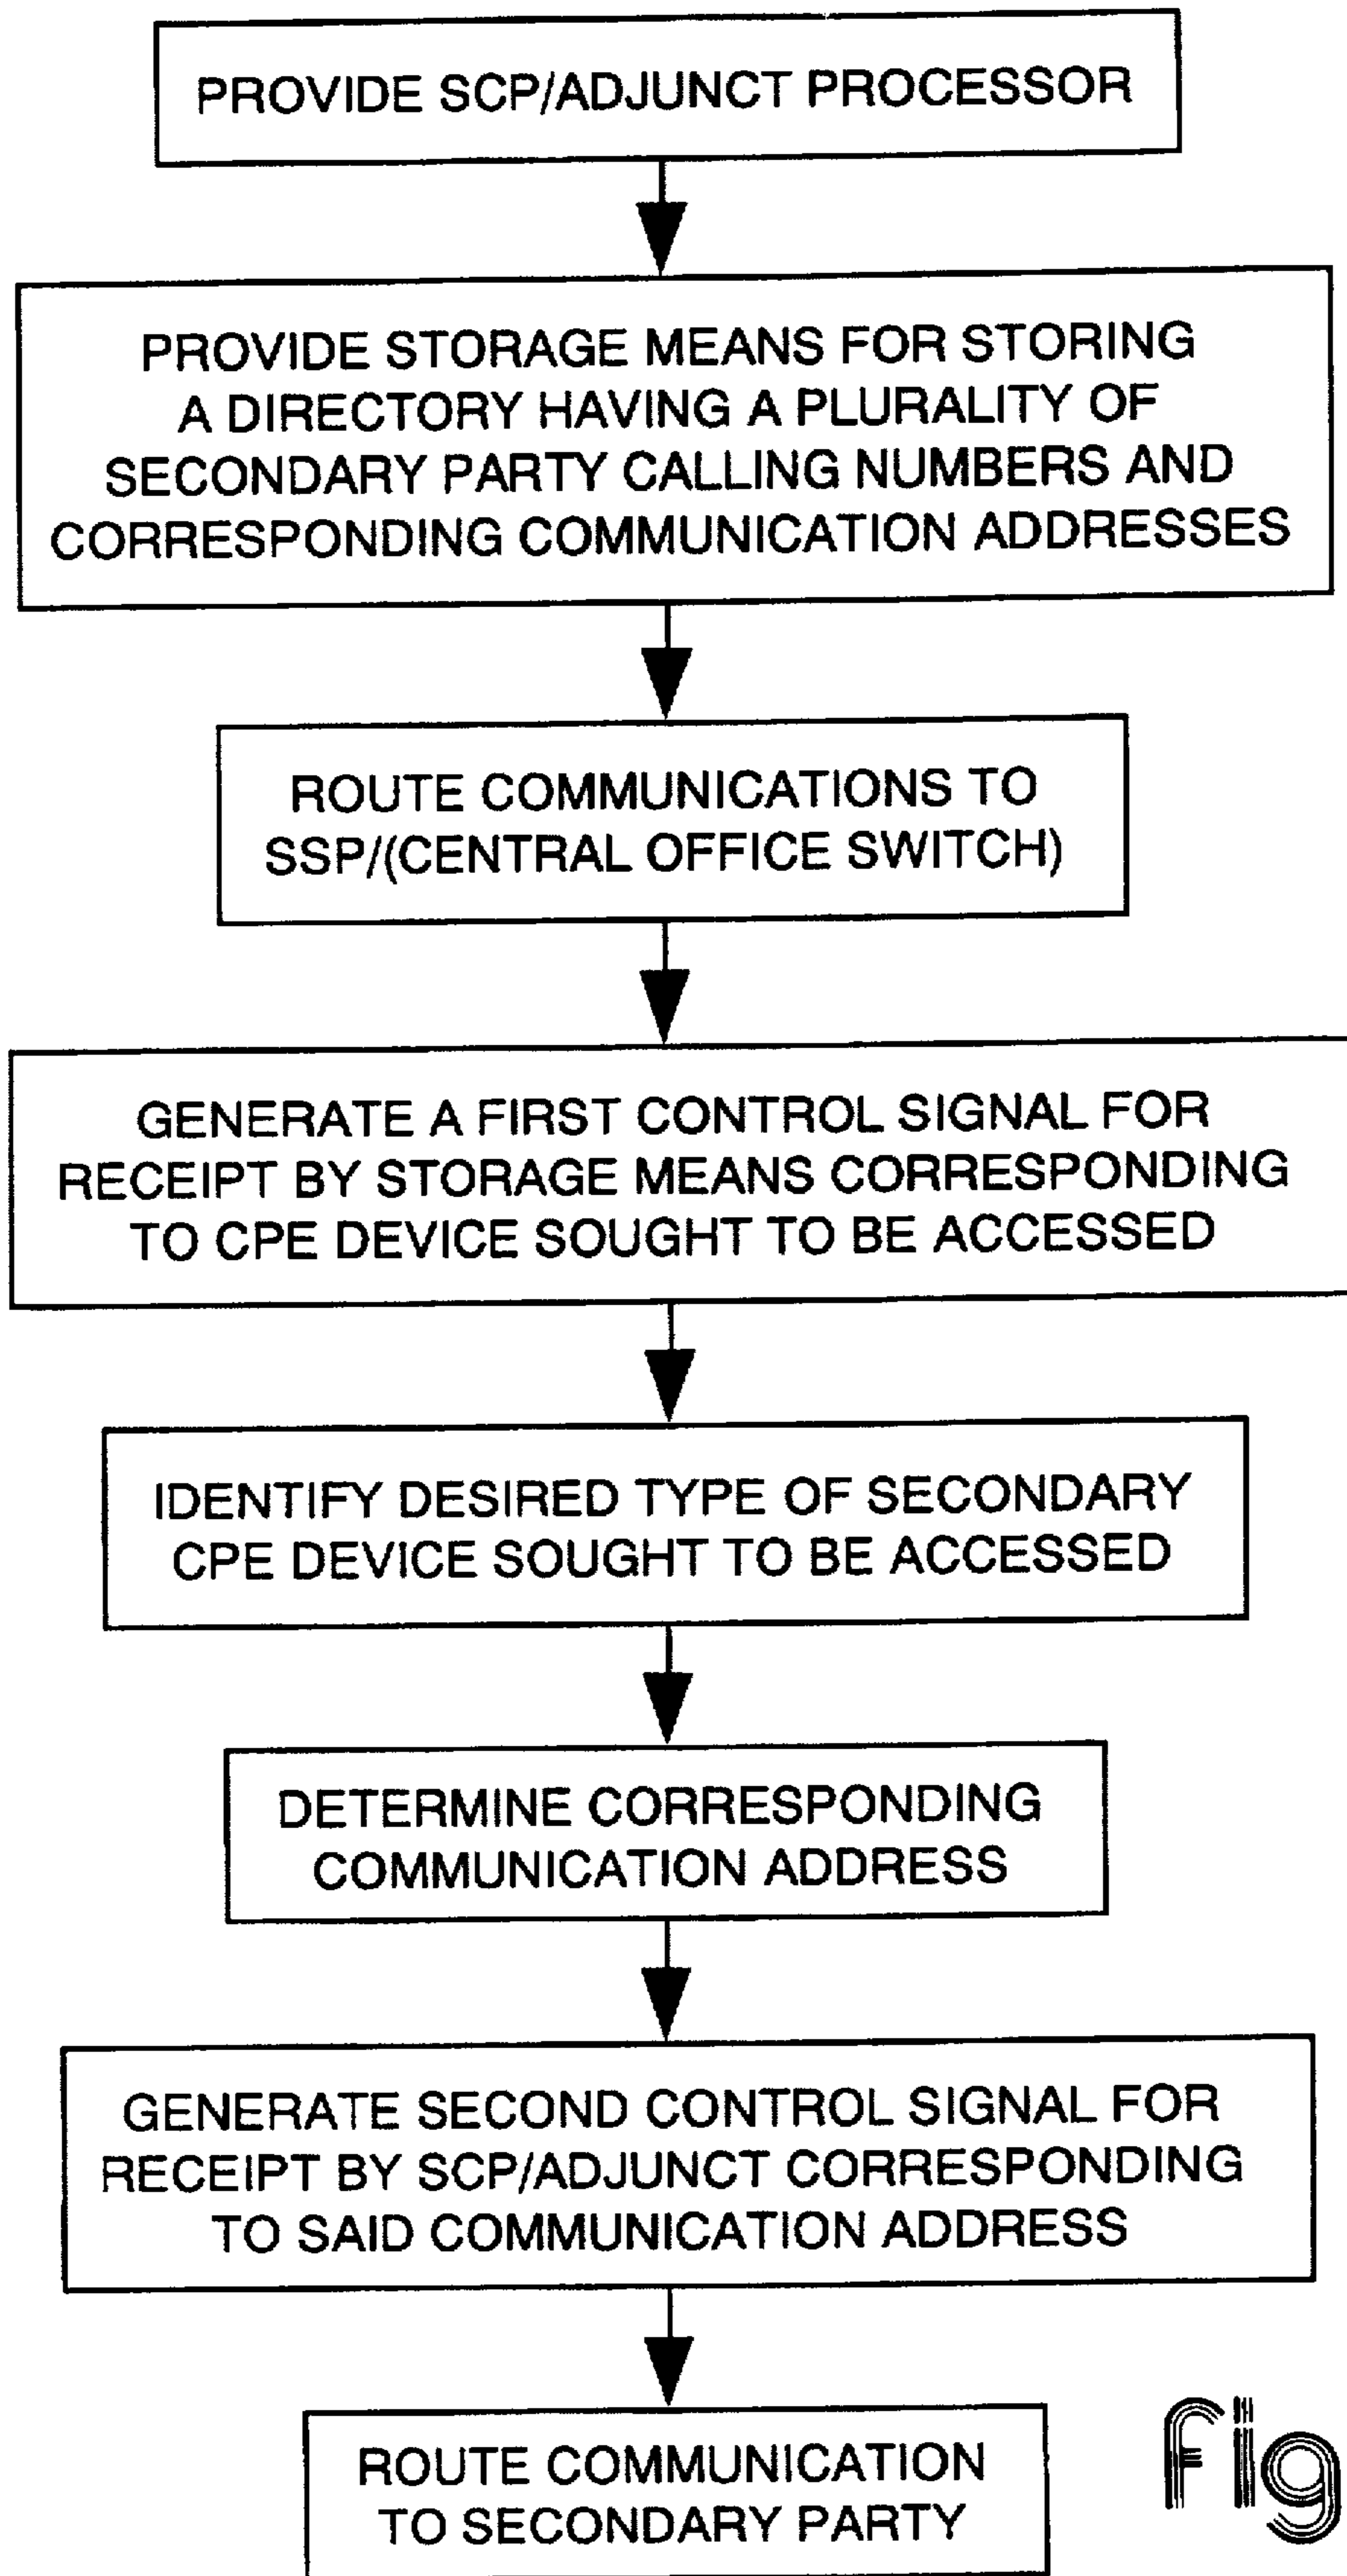 PROVIDE SCP/ADJUNCT PROCESSOR
PROVIDE STORAGE MEANS FOR STORING
A DIRECTORY HAVING A PLURALITY OF
SECONDARY PARTY CALLING NUMBERS AND
CORRESPONDING COMMUNICATION ADDRESSES
ROUTE COMMUNICATIONS TO
SSP/(CENTRAL OFFICE SWITCH)
GENERATE A FIRST CONTROL SIGNAL FOR
RECEIPT BY STORAGE MEANS CORRESPONDING
TO CPE DEVICE SOUGHT TO BE ACCESSED
IDENTIFY DESIRED TYPE OF SECONDARY
CPE DEVICE SOUGHT TO BE ACCESSED
DETERMINE CORRESPONDING
COMMUNICATION ADDRESS
GENERATE SECOND CONTROL SIGNAL FOR
RECEIPT BY SCP/ADJUNCT CORRESPONDING
TO SAID COMMUNICATION ADDRESS
ROUTE COMMUNICATION
TO SECONDARY PARTY
Fig